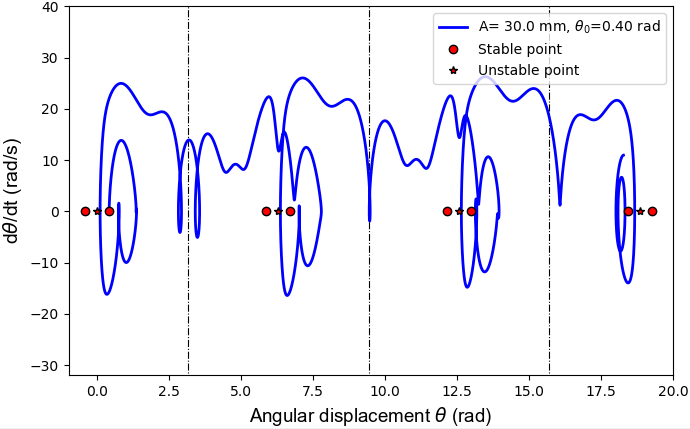 40
30
20
10
0
−10
−20
−30
dθ/dt (rad/s)
A= 30.0 mm, θ₀=0.40 rad
Stable point
Unstable point
0.0 2.5 5.0 7.5 10.0 12.5 15.0 17.5 20.0
Angular displacement θ (rad)